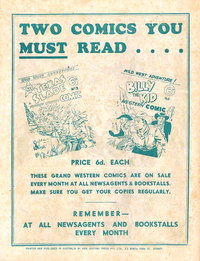 TWO COMICS YOU
MUST READ . . . .
WILD WEST ADVENTURE!
BILLY THE KID
WESTERN COMIC
PRICE 6d. EACH
THESE GRAND WESTERN COMICS ARE ON SALE
EVERY MONTH AT ALL NEWSAGENTS & BOOKSTALLS.
MAKE SURE YOU GET YOUR COPIES REGULARLY.
REMEMBER—
AT ALL NEWSAGENTS AND BOOKSTALLS
EVERY MONTH